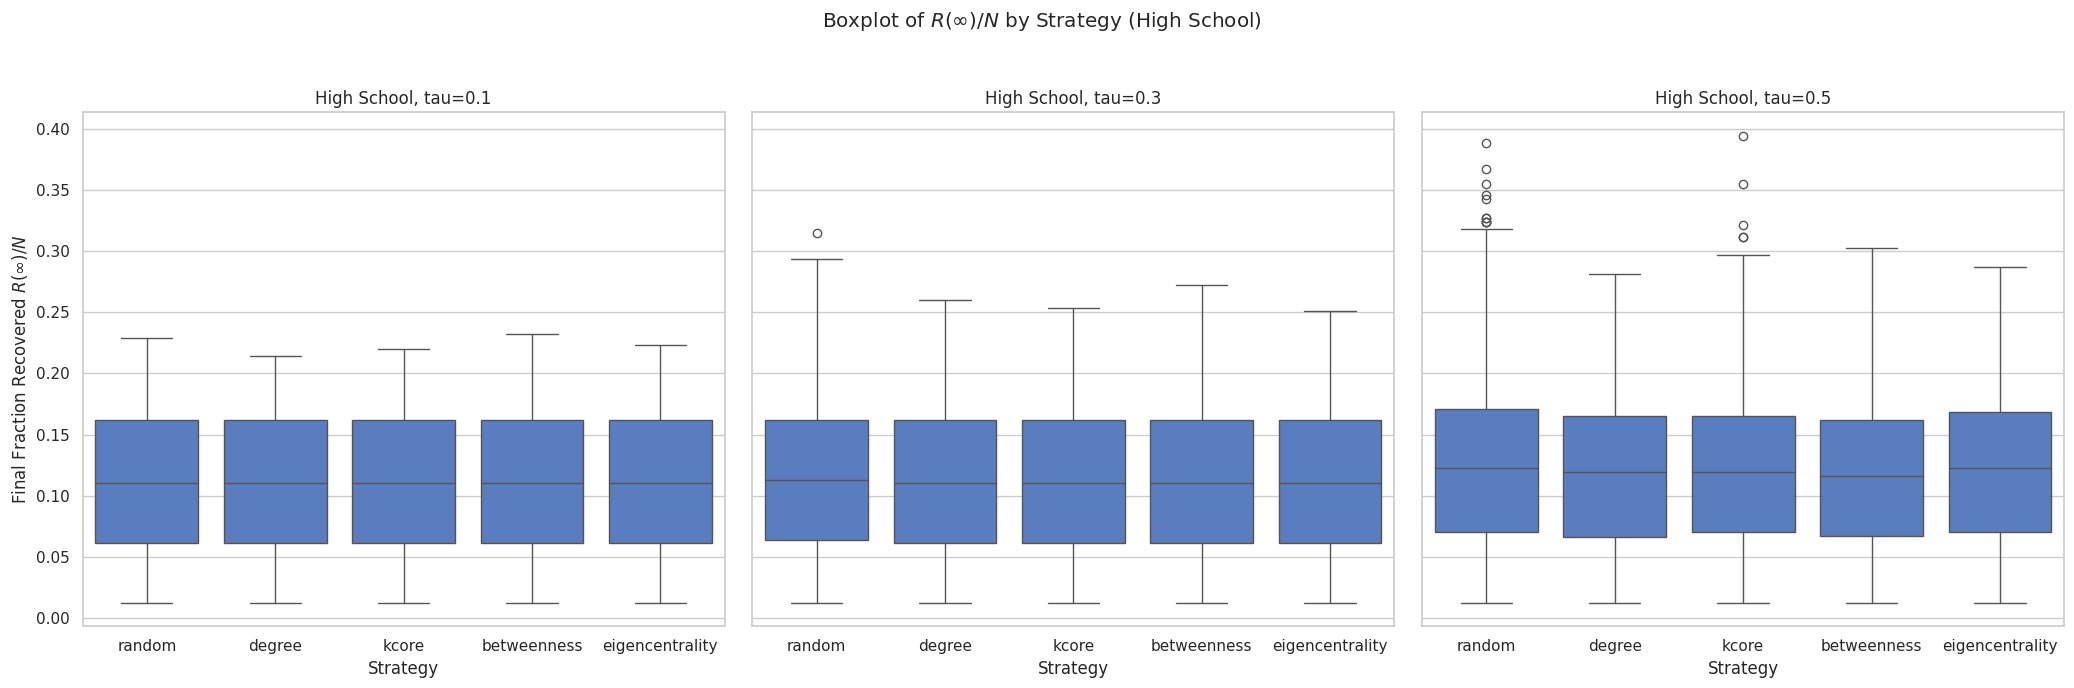 Boxplot of R(∞)/N by Strategy (High School)
High School, tau=0.1
High School, tau=0.3
High School, tau=0.5
Final Fraction Recovered R(∞)/N
0.40
0.35
0.30
0.25
0.20
0.15
0.10
0.05
0.00
random degree kcore betweenness eigencentrality
random degree kcore betweenness eigencentrality
random degree kcore betweenness eigencentrality
Strategy
Strategy
Strategy